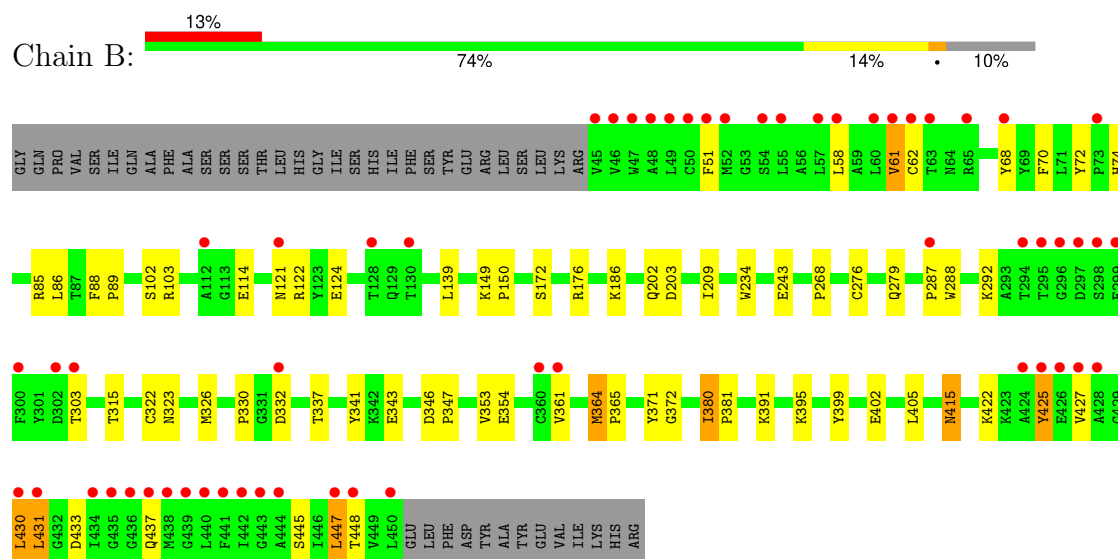 Chain B:
13%
74% 14% • 10%
GLY GLN PRO VAL SER ILE GLN ALA PHE ALA SER SER SER SER THR LEU HIS GLY ILE SER HIS ILE PHE SER TYR GLU ARG LEU SER LEU LYS ARG V45 V46 W47 A48 L49 C50 F51 M52 G53 S54 L55 A56 L57 L58 A59 L60 V61 C62 T63 N64 R65 Y68 Y69 F70 L71 Y72 P73 H74
R85 L86 T87 F88 P89 S102 R103 A112 G113 E114 N121 R122 Y123 E124 T128 Q129 T130 L139 K149 P150 S172 R176 K186 Q202 D203 I209 W234 E243 P268 C276 Q279 P287 W288 K292 A293 T294 T295 G296 D297 S298 E299
F300 Y301 D302 T303 T315 C322 N323 M326 P330 G331 D332 T337 Y341 K342 E343 D346 P347 V353 E354 C360 V361 M364 P365 Y371 G372 I380 P381 K391 K395 Y399 E402 L405 N415 K422 K423 A424 Y425 E426 V427 A428 G429
L430 L431 G432 D433 I434 G435 G436 Q437 M438 G439 L440 F441 I442 G443 A444 S445 I446 L447 T448 V449 L450 GLU LEU PHE ASP TYR ALA TYR GLU VAL ILE LYS HIS ARG